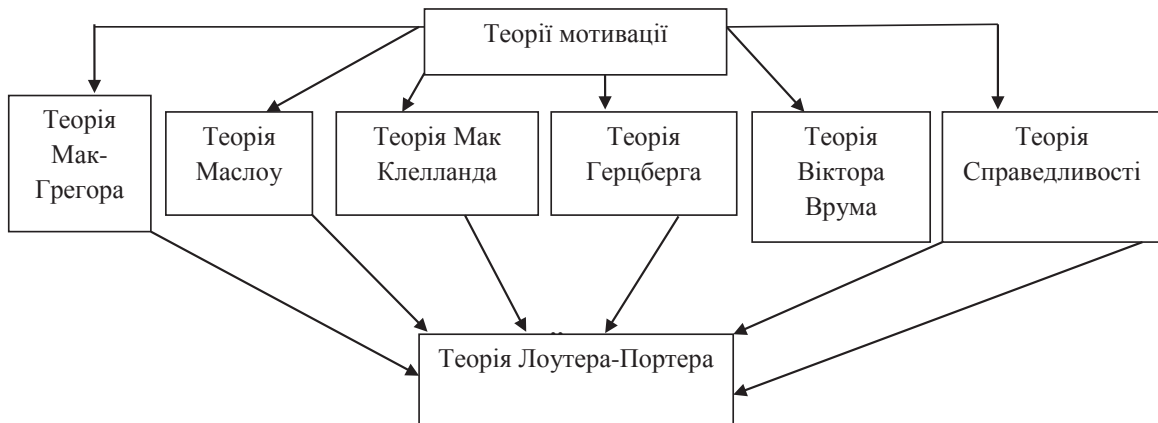 Теорії мотивації
Теорія
Мак-
Грегора
Теорія
Маслоу
Теорія Мак
Клелланда
Теорія
Герцберга
Теорія
Віктора
Врума
Теорія
Справедливості
Теорія Лоутера-Портера